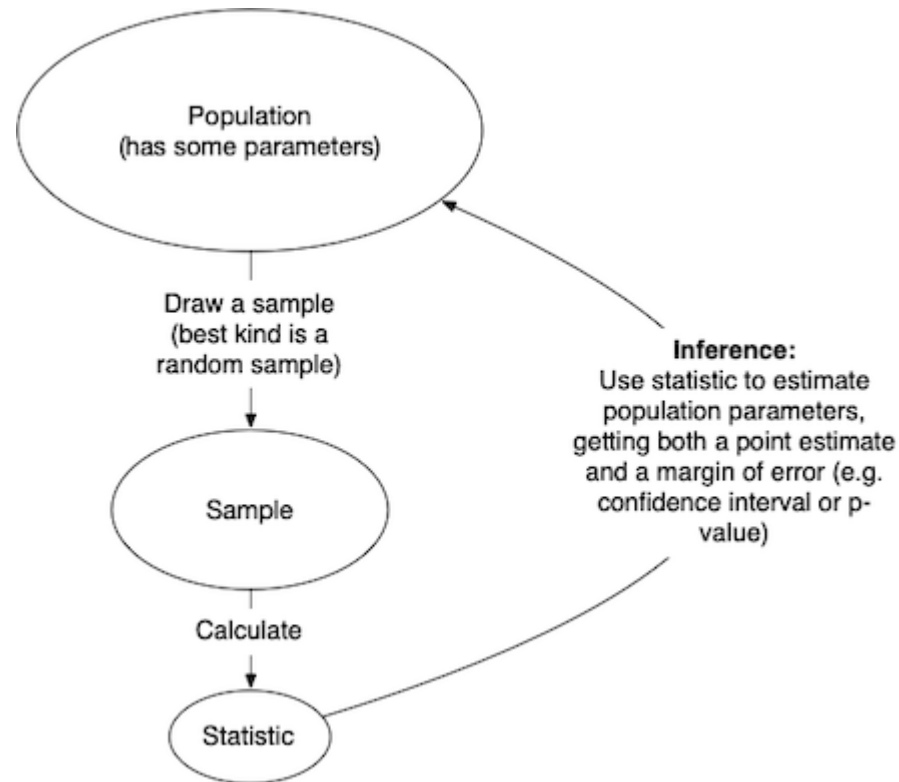 Population
(has some parameters)
Draw a sample
(best kind is a
random sample)
Inference:
Use statistic to estimate
population parameters,
getting both a point estimate
and a margin of error (e.g.
confidence interval or p-
value)
Sample
Calculate
Statistic